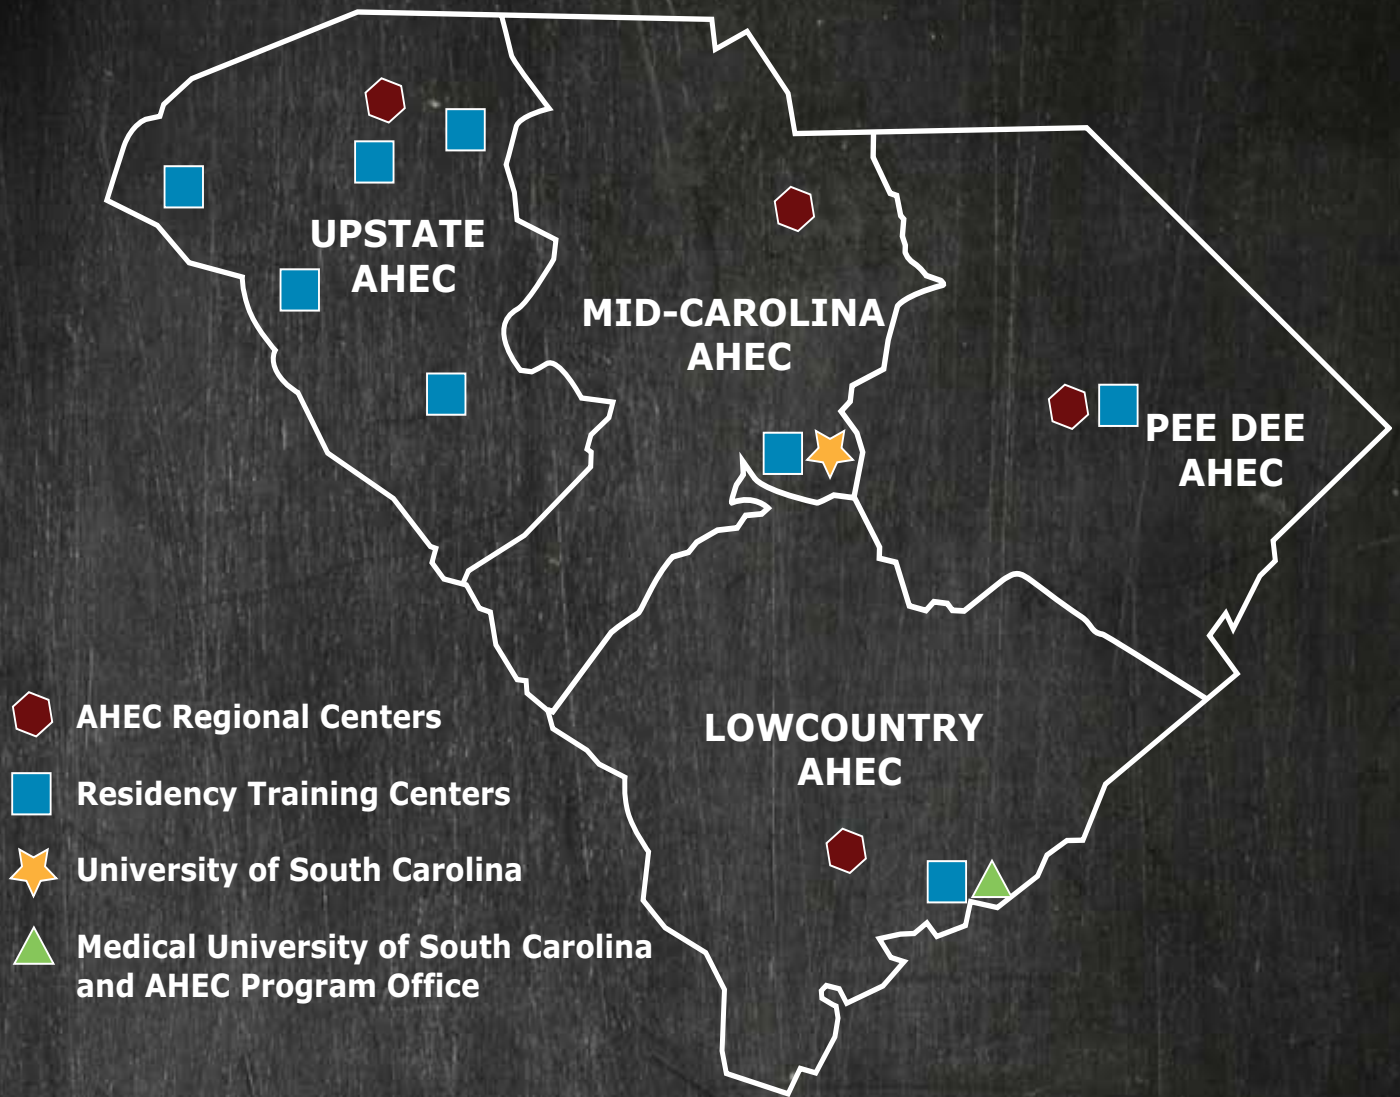 UPSTATE
AHEC
MID-CAROLINA
AHEC
PEE DEE
AHEC
LOWCOUNTRY
AHEC
AHEC Regional Centers
Residency Training Centers
University of South Carolina
Medical University of South Carolina
and AHEC Program Office